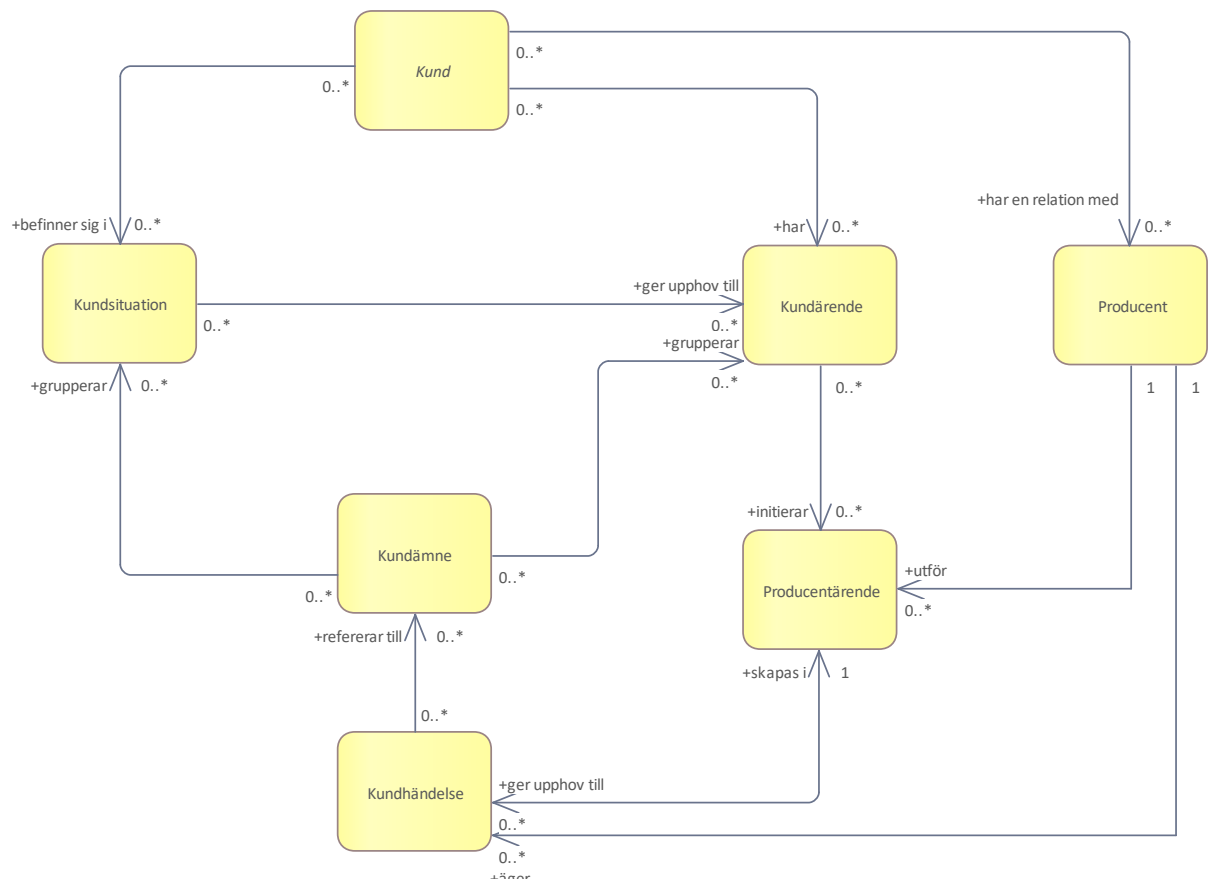 Kund
0..*
0..*
0..*
+har en relation med
+befinner sig i
0..*
+har
0..*
0..*
Kundsituation
+ger upphov till
Kundärende
Producent
0..*
0..*
+grupperar
+grupperar
0..*
0..*
0..*
1
1
+initierar
0..*
Kundämne
0..*
+utför
Producentärende
0..*
0..*
+refererar till
0..*
+skapas i
1
0..*
+ger upphov till
Kundhändelse
0..*
0..*
+äger